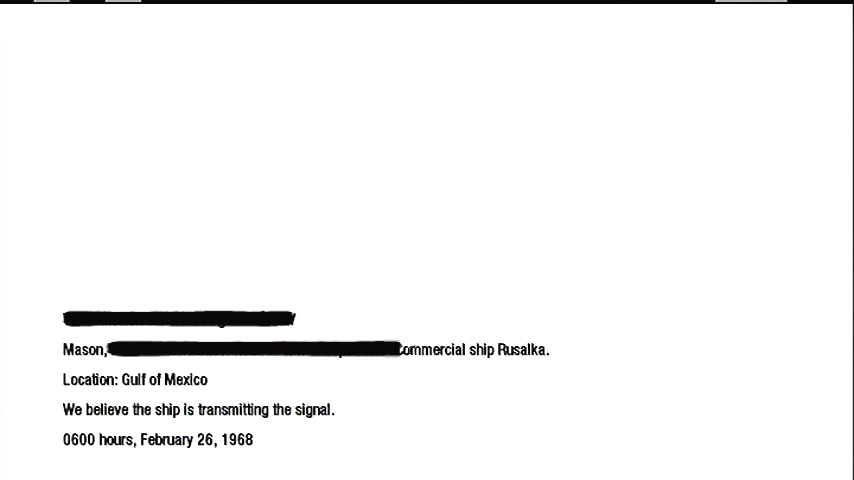 Mason, ommercial ship Rusalka.
Location: Gulf of Mexico
We believe the ship is transmitting the signal.
0600 hours, February 26, 1968